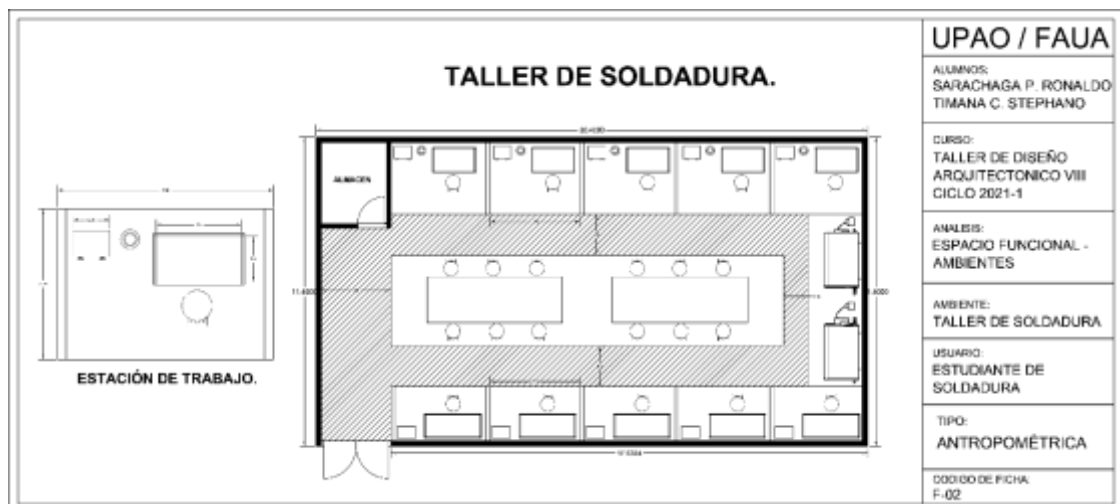 TALLER DE SOLDADURA.
ALMACEN
ESTACIÓN DE TRABAJO.
UPAO / FAUA
ALUMNOS:
SARACHAGA P. RONALDO
TIMANA C. STEPHANO
CURSO:
TALLER DE DISEÑO
ARQUITECTONICO VIII
CICLO 2021-1
ANALISIS:
ESPACIO FUNCIONAL -
AMBIENTES
AMBIENTE:
TALLER DE SOLDADURA
USUARIO:
ESTUDIANTE DE
SOLDADURA
TIPO:
ANTROPOMÉTRICA
CODIGO DE FICHA:
F-02